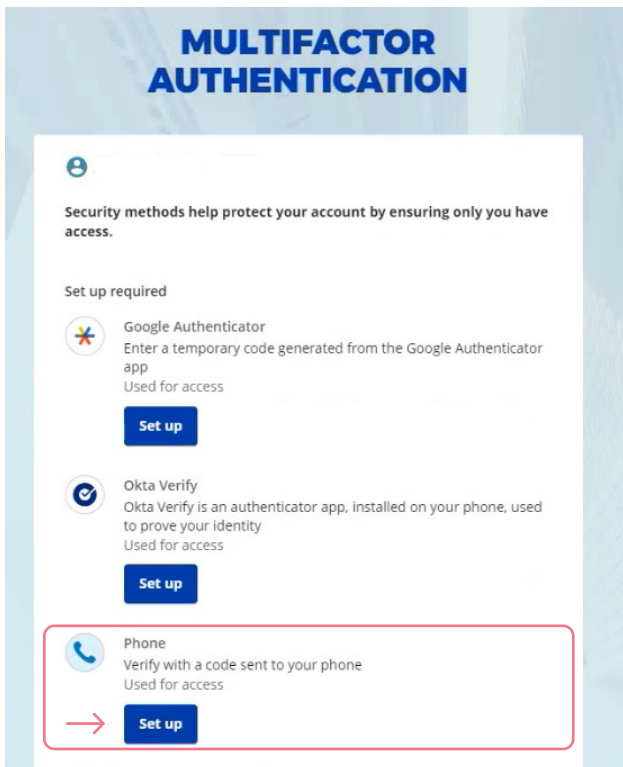 MULTIFACTOR
AUTHENTICATION
Security methods help protect your account by ensuring only you have
access.
Set up required
Google Authenticator
Enter a temporary code generated from the Google Authenticator
app
Used for access
Set up
Okta Verify
Okta Verify is an authenticator app, installed on your phone, used
to prove your identity
Used for access
Set up
Phone
Verify with a code sent to your phone
Used for access
Set up